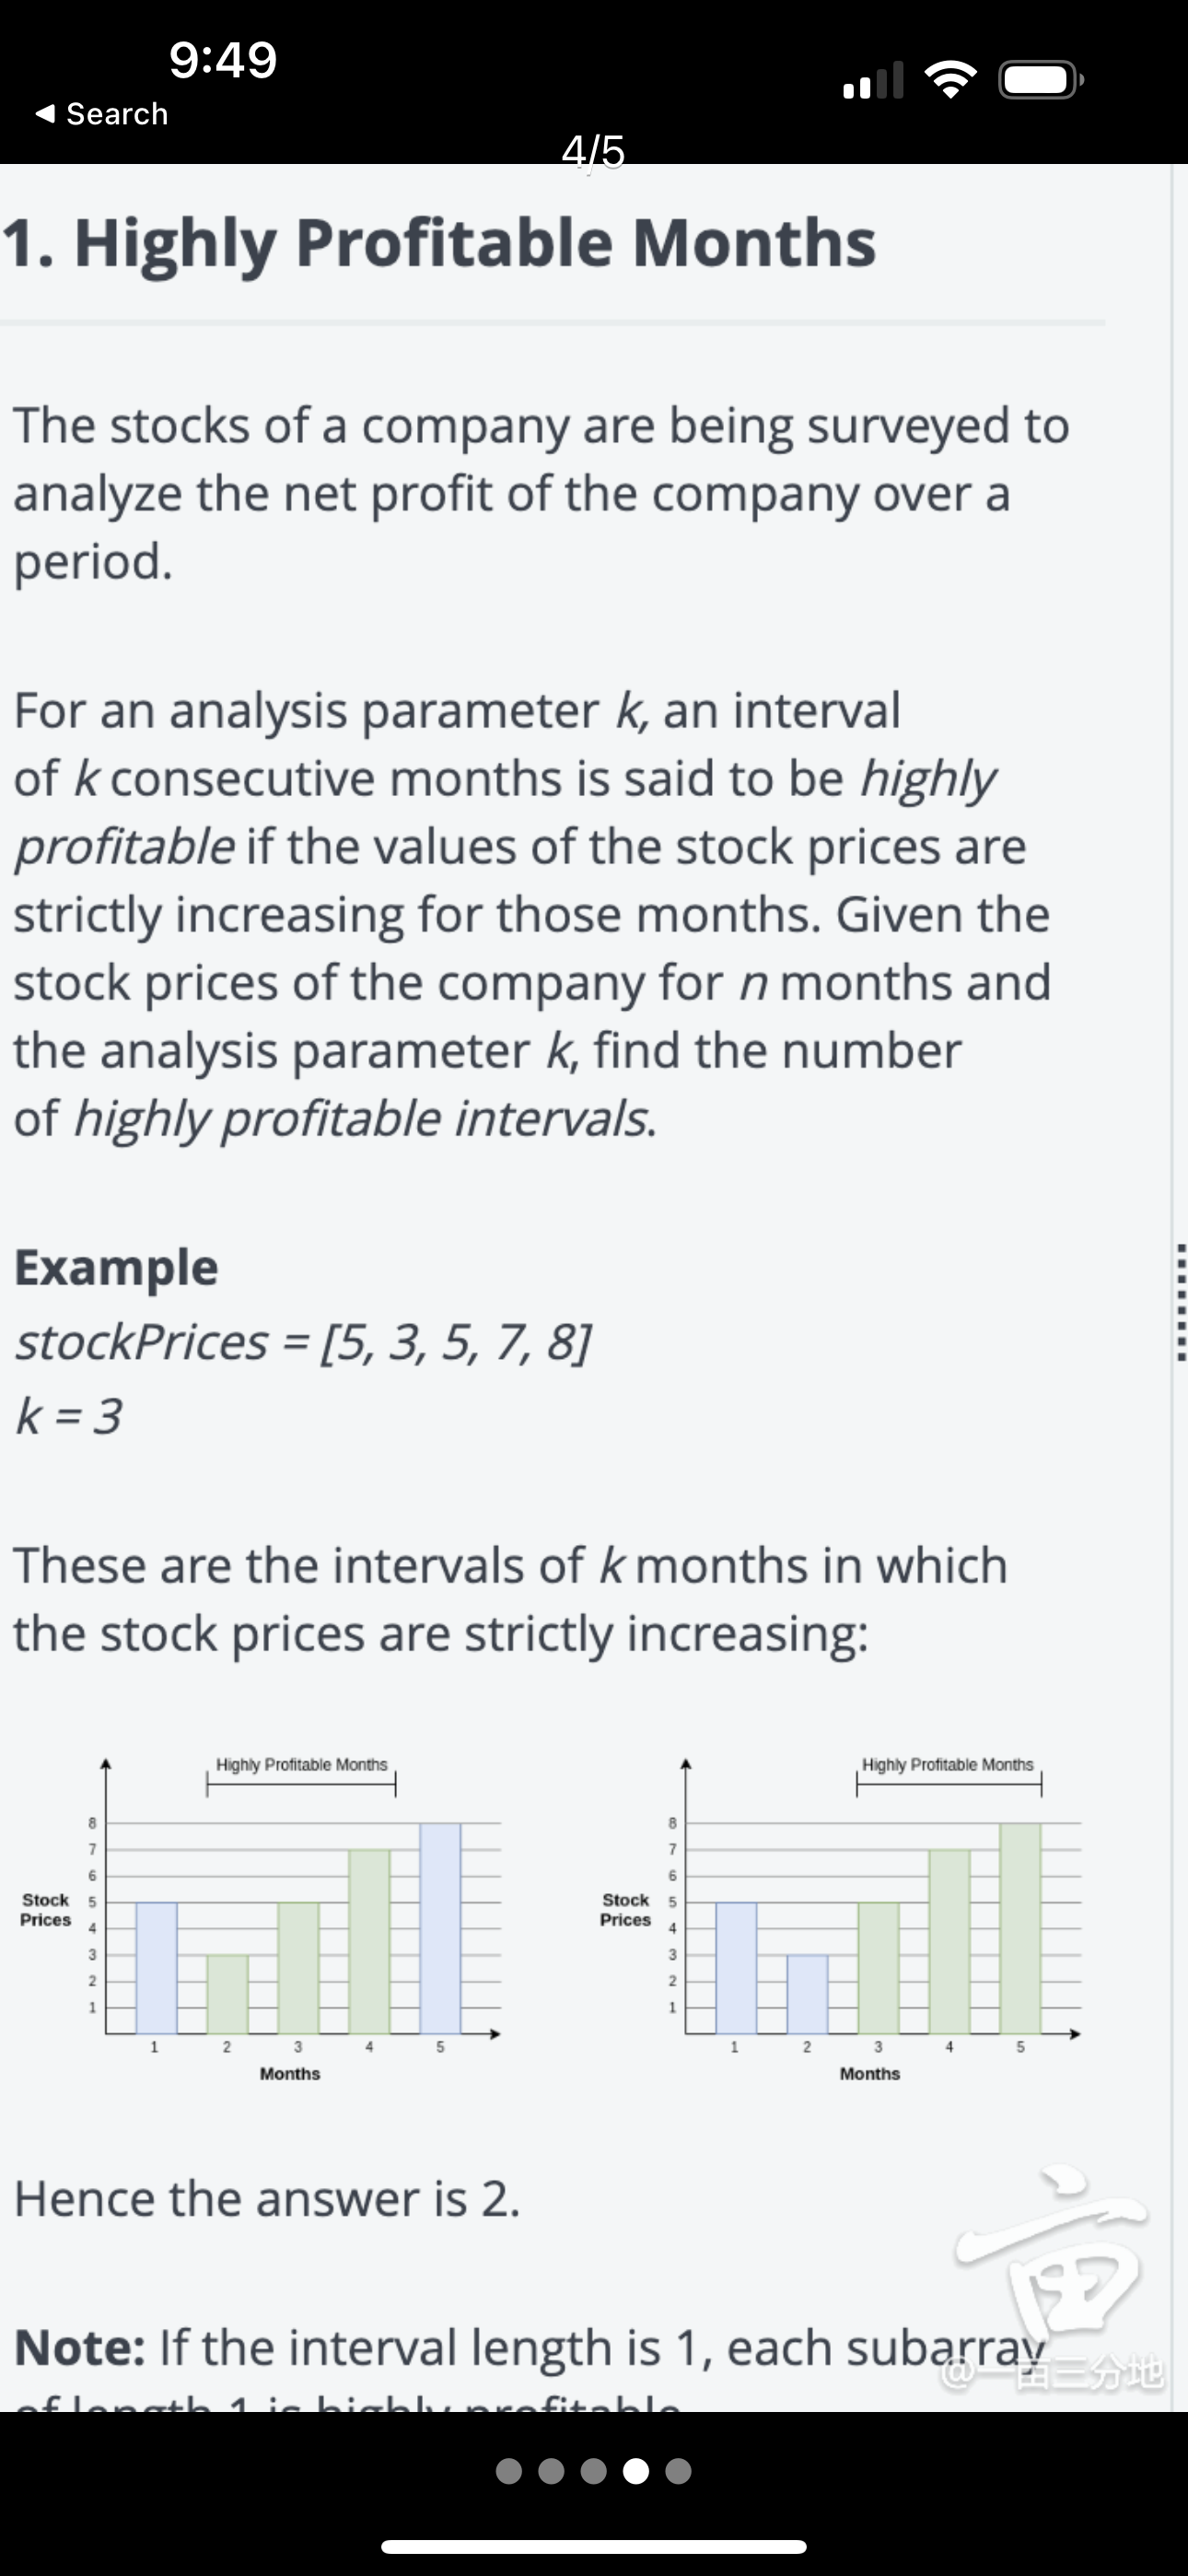 9:49
◀ Search
4/5
1. Highly Profitable Months
The stocks of a company are being surveyed to
analyze the net profit of the company over a
period.
For an analysis parameter k, an interval
of k consecutive months is said to be highly
profitable if the values of the stock prices are
strictly increasing for those months. Given the
stock prices of the company for n months and
the analysis parameter k, find the number
of highly profitable intervals.
Example
stockPrices = [5, 3, 5, 7, 8]
k = 3
These are the intervals of k months in which
the stock prices are strictly increasing:
Highly Profitable Months
8
7
6
5
4
3
2
1
Stock
Prices
1 2 3 4 5
Months
Highly Profitable Months
8
7
6
5
4
3
2
1
Stock
Prices
1 2 3 4 5
Months
Hence the answer is 2.
Note: If the interval length is 1, each subarray
of length 1 is highly profitable
亩
@一亩三分地